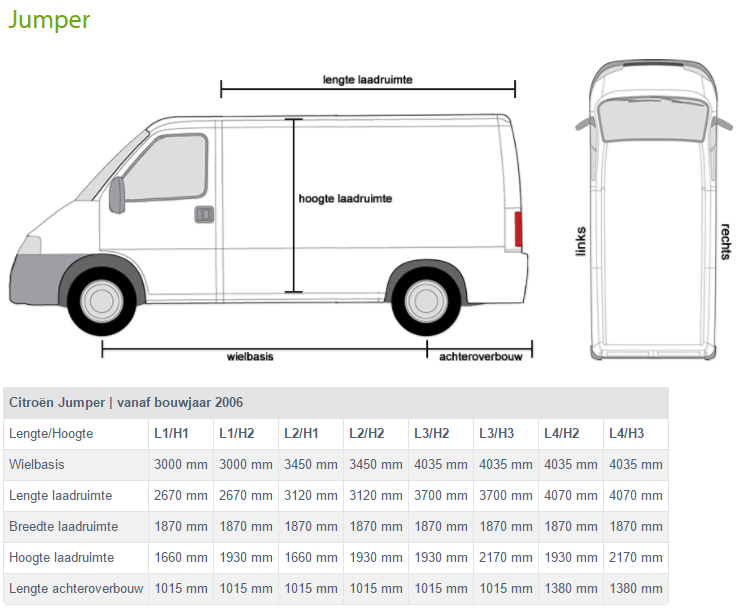 Jumper
lengte laadruimte
hoogte laadruimte
links
rechts
wielbasis
achteroverbouw
Citroën Jumper | vanaf bouwjaar 2006
Lengte/Hoogte L1/H1 L1/H2 L2/H1 L2/H2 L3/H2 L3/H3 L4/H2 L4/H3
Wielbasis 3000 mm 3000 mm 3450 mm 3450 mm 4035 mm 4035 mm 4035 mm 4035 mm
Lengte laadruimte 2670 mm 2670 mm 3120 mm 3120 mm 3700 mm 3700 mm 4070 mm 4070 mm
Breedte laadruimte 1870 mm 1870 mm 1870 mm 1870 mm 1870 mm 1870 mm 1870 mm 1870 mm
Hoogte laadruimte 1660 mm 1930 mm 1660 mm 1930 mm 1930 mm 2170 mm 1930 mm 2170 mm
Lengte achteroverbouw 1015 mm 1015 mm 1015 mm 1015 mm 1015 mm 1015 mm 1380 mm 1380 mm